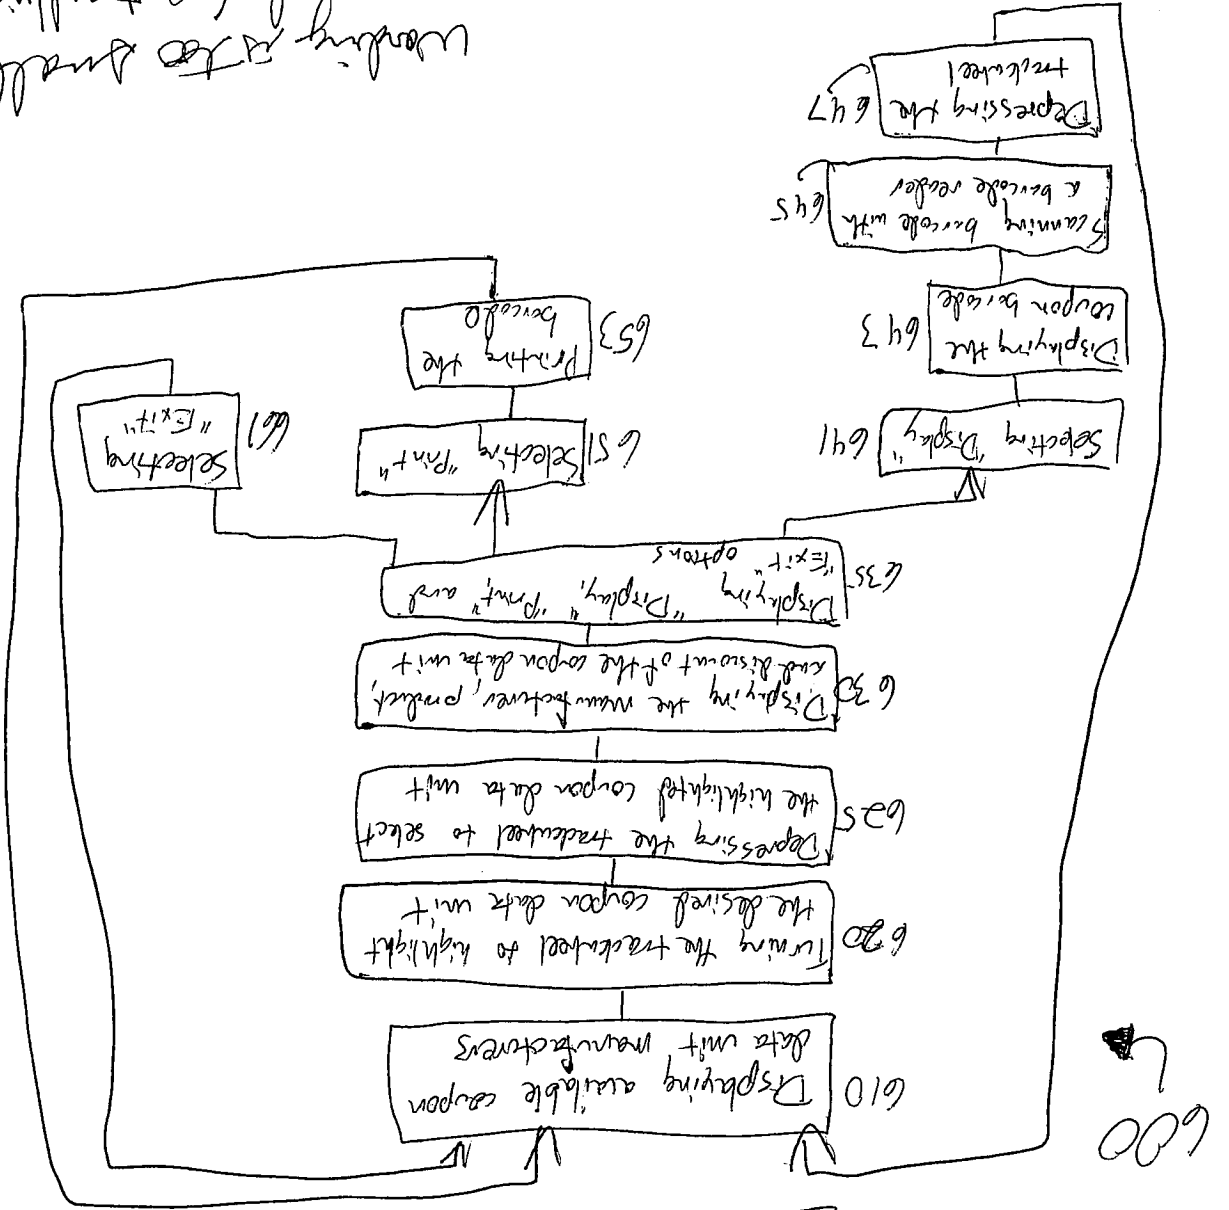 600
610
Displaying available coupon
data unit manufacturers
620
Turning the trackwheel to highlight
the desired coupon data unit
625
Depressing the trackwheel to select
the highlighted coupon data unit
630
Displaying the manufacturer, product,
and discount of the coupon data unit
635
Displaying "Display," "Print," and
"Exit" options
641
Selecting "Display"
643
Displaying the
coupon barcode
645
Scanning barcode with
a barcode reader
647
Depressing the
trackwheel
651
Selecting "Print"
653
Printing the
barcode
661
Selecting
"Exit"
Wording is too small